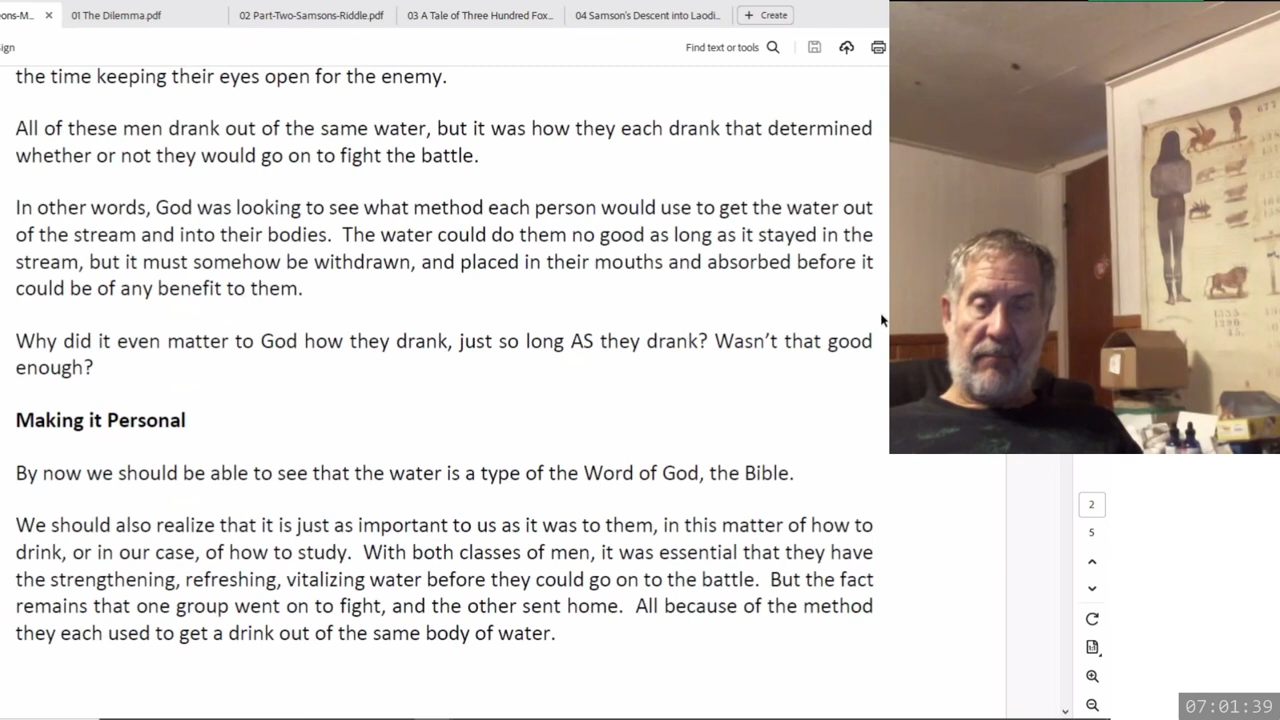 ons-M...
01 The Dilemma.pdf
02 Part-Two-Samsons-Riddle.pdf
03 A Tale of Three Hundred Fox...
04 Samson's Descent into Laodi...
Create
ign
Find text or tools
the time keeping their eyes open for the enemy.
All of these men drank out of the same water, but it was how they each drank that determined
whether or not they would go on to fight the battle.
In other words, God was looking to see what method each person would use to get the water out
of the stream and into their bodies.  The water could do them no good as long as it stayed in the
stream, but it must somehow be withdrawn, and placed in their mouths and absorbed before it
could be of any benefit to them.
Why did it even matter to God how they drank, just so long AS they drank? Wasn’t that good
enough?
Making it Personal
By now we should be able to see that the water is a type of the Word of God, the Bible.
We should also realize that it is just as important to us as it was to them, in this matter of how to
drink, or in our case, of how to study.  With both classes of men, it was essential that they have
the strengthening, refreshing, vitalizing water before they could go on to the battle.  But the fact
remains that one group went on to fight, and the other sent home.  All because of the method
they each used to get a drink out of the same body of water.
2
5
677
1335
1290
45
07:01:39